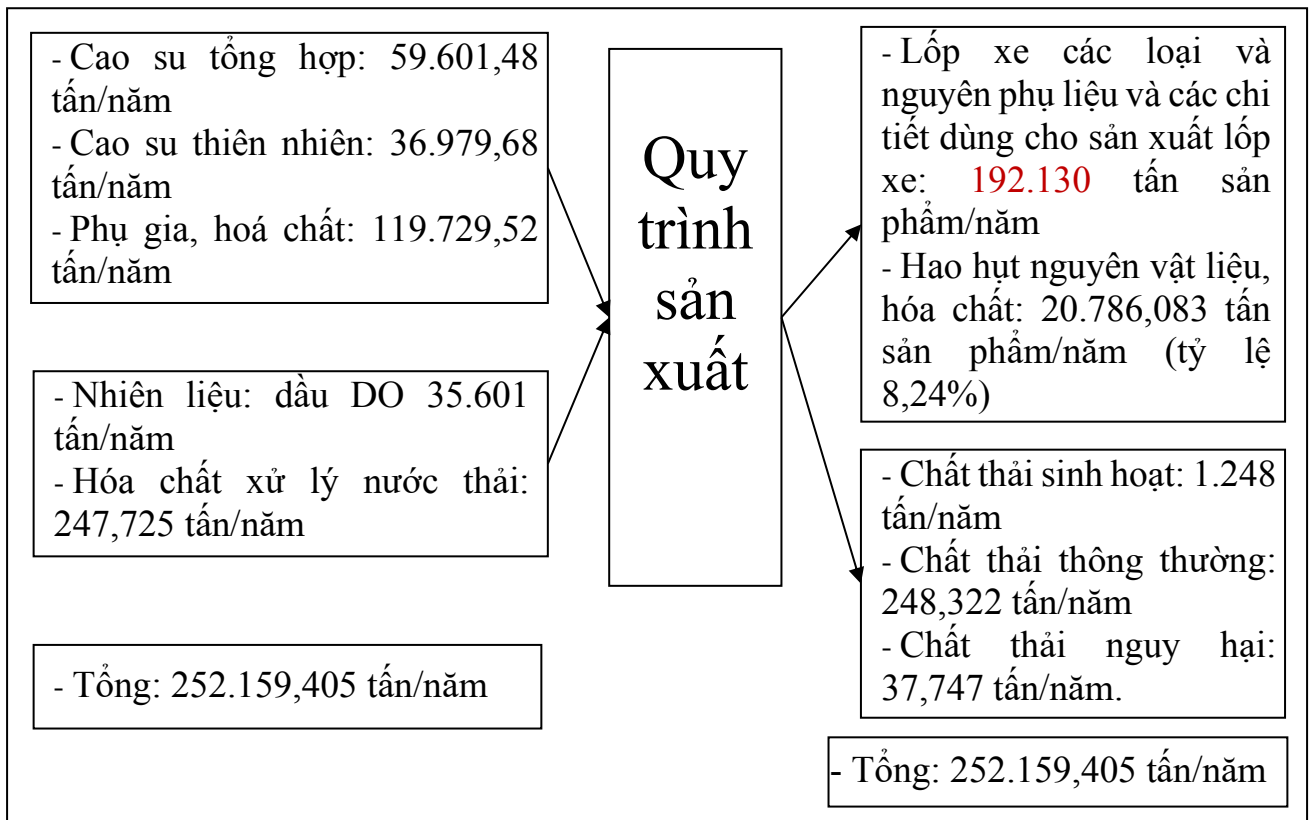 - Cao su tổng hợp: 59.601,48
tấn/năm
- Cao su thiên nhiên: 36.979,68
tấn/năm
- Phụ gia, hoá chất: 119.729,52
tấn/năm
- Nhiên liệu: dầu DO 35.601
tấn/năm
- Hóa chất xử lý nước thải:
247,725 tấn/năm
- Tổng: 252.159,405 tấn/năm
Quy
trình
sản
xuất
- Lốp xe các loại và
nguyên phụ liệu và các chi
tiết dùng cho sản xuất lốp
xe: 192.130 tấn sản
phẩm/năm
- Hao hụt nguyên vật liệu,
hóa chất: 20.786,083 tấn
sản phẩm/năm (tỷ lệ
8,24%)
- Chất thải sinh hoạt: 1.248
tấn/năm
- Chất thải thông thường:
248,322 tấn/năm
- Chất thải nguy hại:
37,747 tấn/năm.
- Tổng: 252.159,405 tấn/năm